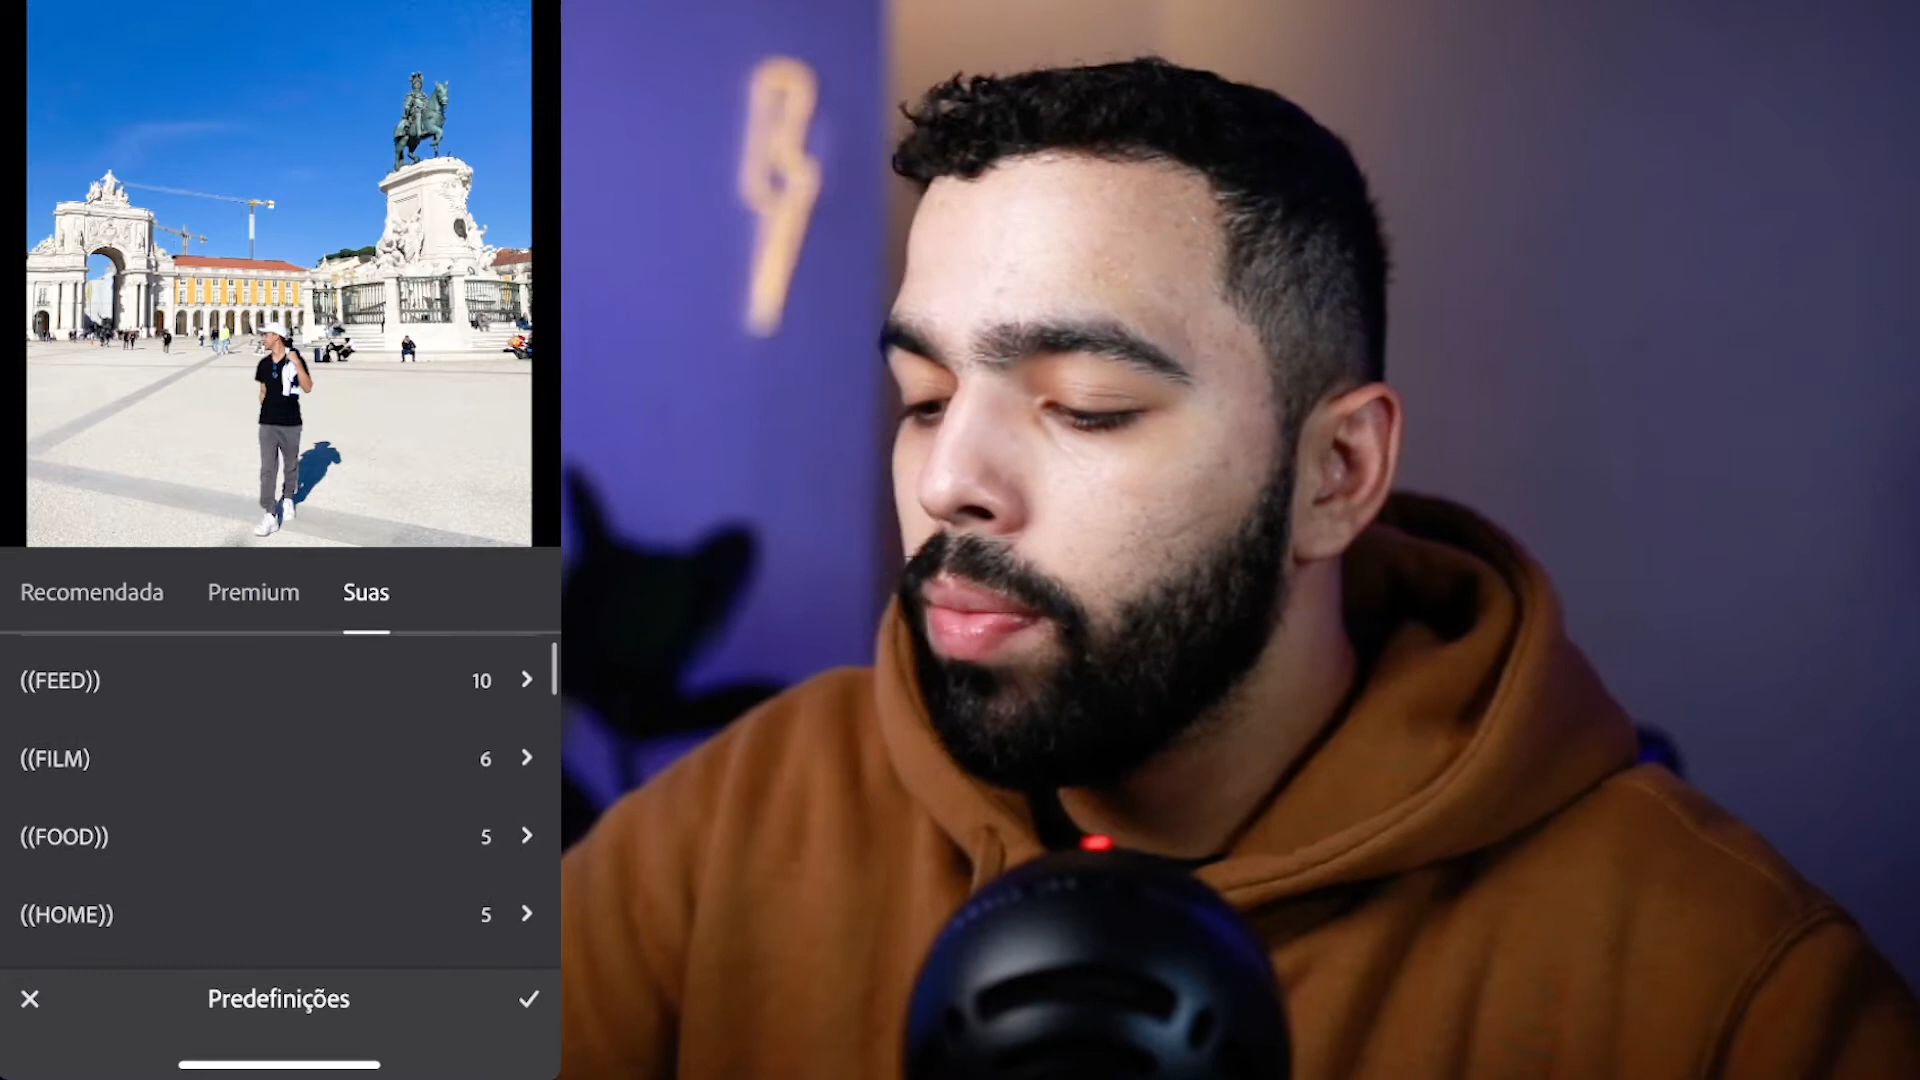 Recomendada Premium Suas
((FEED)) 10
((FILM) 6
((FOOD)) 5
((HOME)) 5
Predefinições